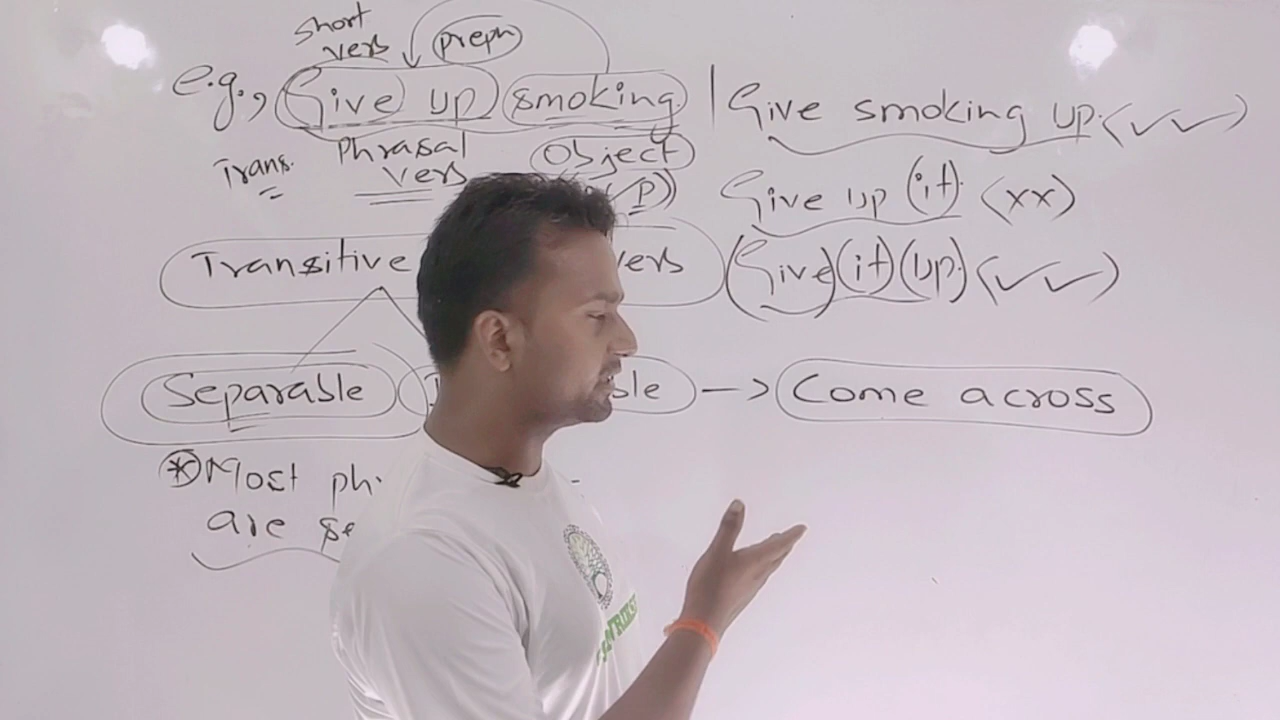 short
verb
prepn
e.g., Give up smoking | Give smoking up. (✓✓)
Trans. Phrasal verb Object
P) Give up (it). (xx)
Transitive verb (Give) (it) (up). (✓✓)
Separable ble —> Come across
* Most ph
are se